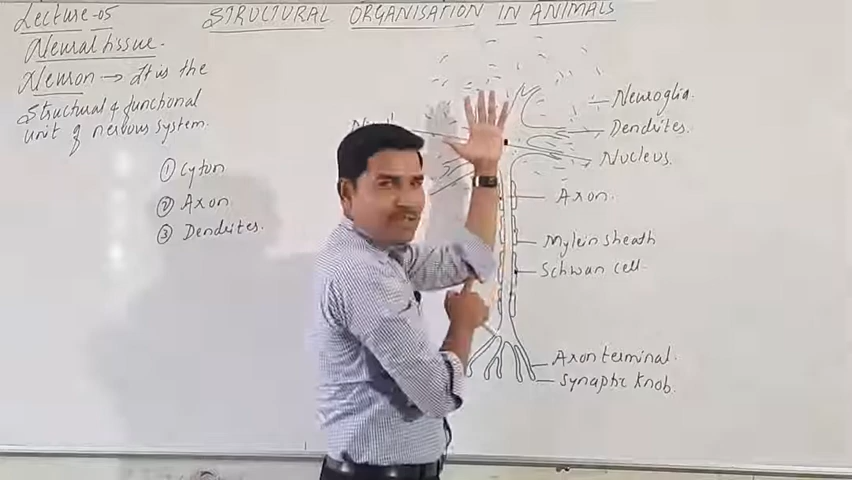 Lecture-05
STRUCTURAL ORGANISATION IN ANIMALS
Neural tissue.
Neuron → It is the
Structural & functional
unit of nervous system.
① Cyton
② Axon
③ Dendrites.
Neuroglia.
Dendrites.
Nucleus.
Axon.
Mylein sheath
Schwan cell.
Axon terminal.
Synaptic Knob.